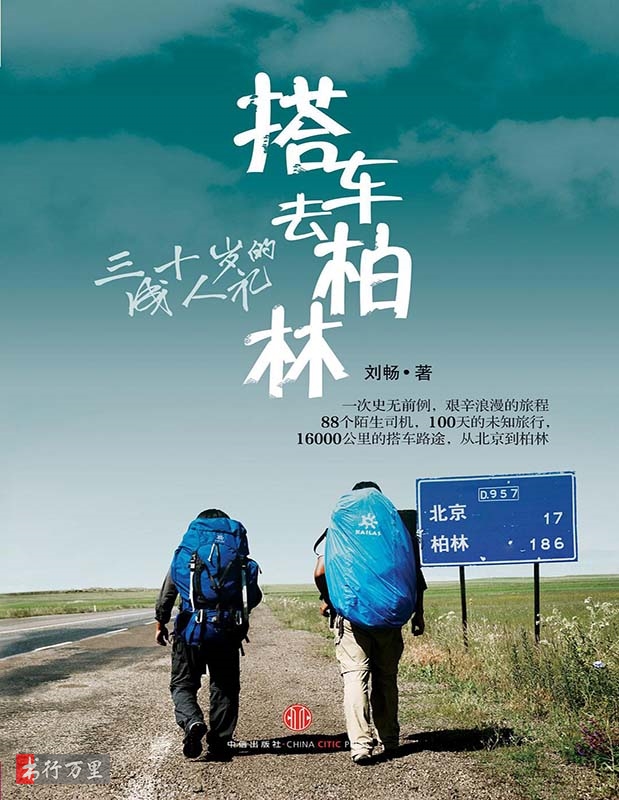 搭车去柏林
三十岁的
成人礼
刘畅·著
一次史无前例，艰辛浪漫的旅程
88个陌生司机，100天的未知旅行，
16000公里的搭车路途，从北京到柏林
D.957
北京 17
柏林 186
KAILAS
CITIC
中信出版社·CHINA CITIC PRESS
书行万里